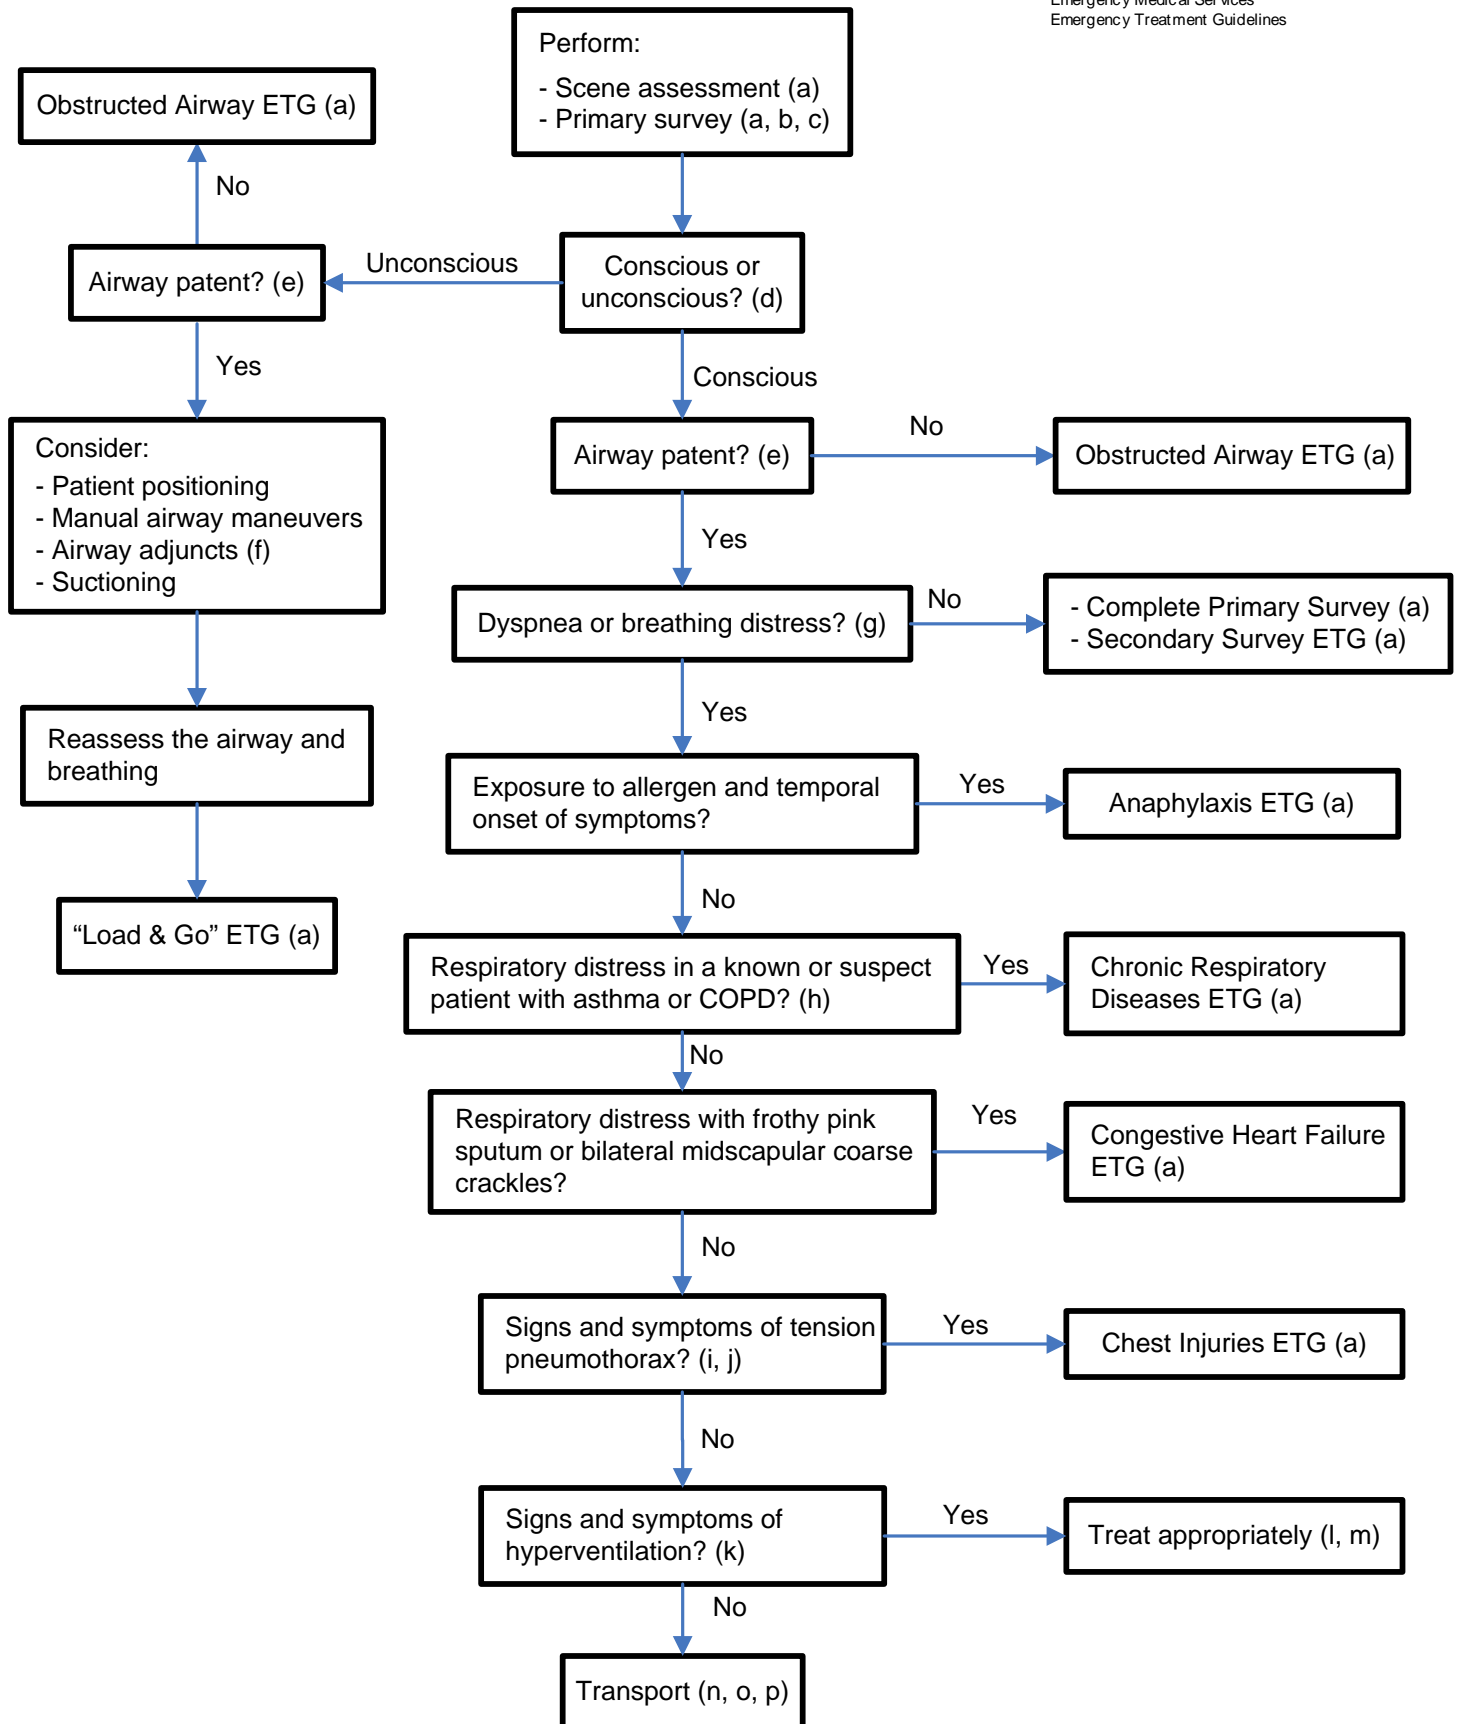 Emergency Medical Services
Emergency Treatment Guidelines
Perform:
- Scene assessment (a)
- Primary survey (a, b, c)
Obstructed Airway ETG (a)
No
Airway patent? (e)
Unconscious
Conscious or
unconscious? (d)
Yes
Conscious
Consider:
- Patient positioning
- Manual airway maneuvers
- Airway adjuncts (f)
- Suctioning
Airway patent? (e)
No
Obstructed Airway ETG (a)
Yes
Dyspnea or breathing distress? (g)
No
- Complete Primary Survey (a)
- Secondary Survey ETG (a)
Reassess the airway and
breathing
Yes
Exposure to allergen and temporal
onset of symptoms?
Yes
Anaphylaxis ETG (a)
“Load & Go” ETG (a)
No
Respiratory distress in a known or suspect
patient with asthma or COPD? (h)
Yes
Chronic Respiratory
Diseases ETG (a)
No
Respiratory distress with frothy pink
sputum or bilateral midscapular coarse
crackles?
Yes
Congestive Heart Failure
ETG (a)
No
Signs and symptoms of tension
pneumothorax? (i, j)
Yes
Chest Injuries ETG (a)
No
Signs and symptoms of
hyperventilation? (k)
Yes
Treat appropriately (l, m)
No
Transport (n, o, p)